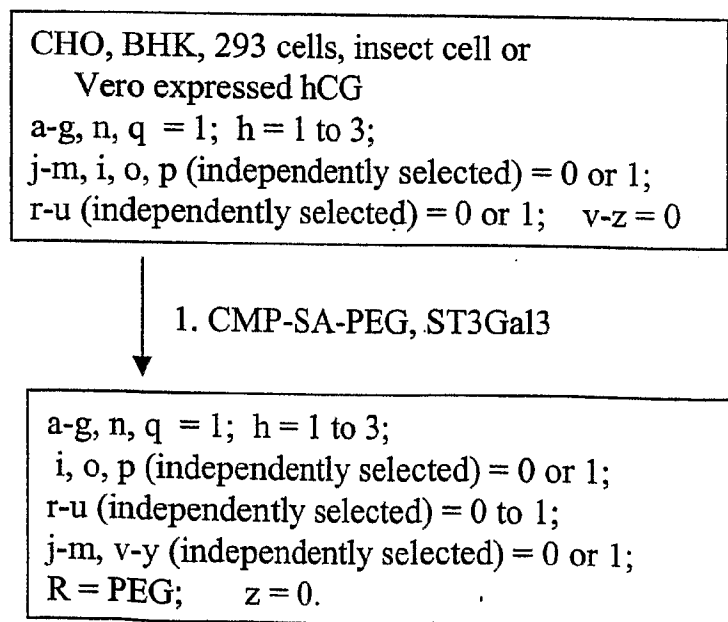 CHO, BHK, 293 cells, insect cell or
Vero expressed hCG
a-g, n, q = 1; h = 1 to 3;
j-m, i, o, p (independently selected) = 0 or 1;
r-u (independently selected) = 0 or 1; v-z = 0
1. CMP-SA-PEG, ST3Gal3
a-g, n, q = 1; h = 1 to 3;
i, o, p (independently selected) = 0 or 1;
r-u (independently selected) = 0 to 1;
j-m, v-y (independently selected) = 0 or 1;
R = PEG; z = 0.